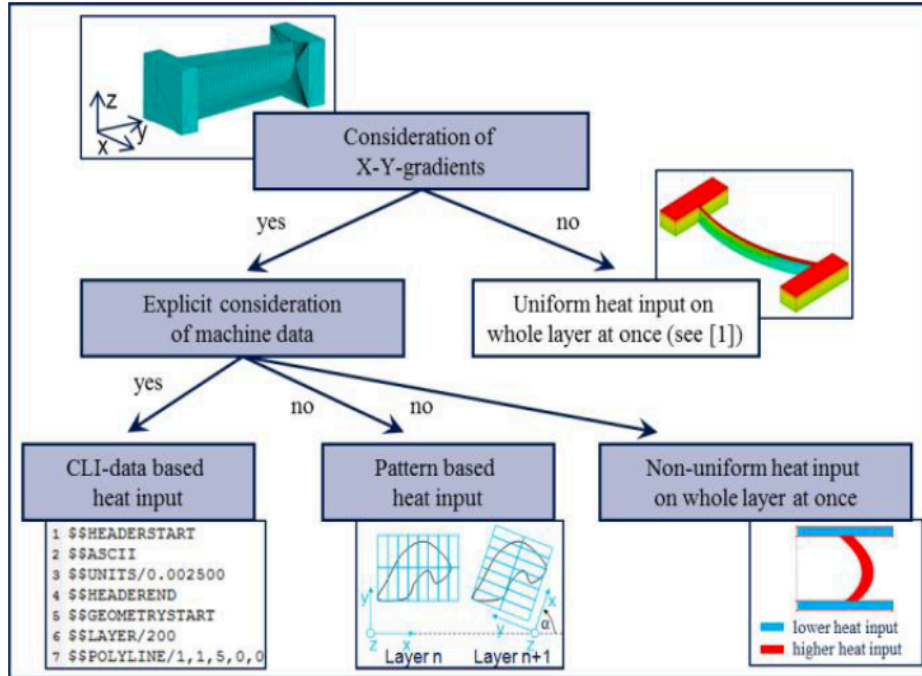 z
y
x
Consideration of
X-Y-gradients
yes
no
Explicit consideration
of machine data
Uniform heat input on
whole layer at once (see [1])
yes
no
no
CLI-data based
heat input
Pattern based
heat input
Non-uniform heat input
on whole layer at once
1 $$HEADERSTART
2 $$ASCII
3 $$UNITS/0.002500
4 $$HEADEREND
5 $$GEOMETRYSTART
6 $$LAYER/200
7 $$POLYLINE/1,1,5,0,0
y
z
x
Layer n
x
y
α
z
Layer n+1
lower heat input
higher heat input